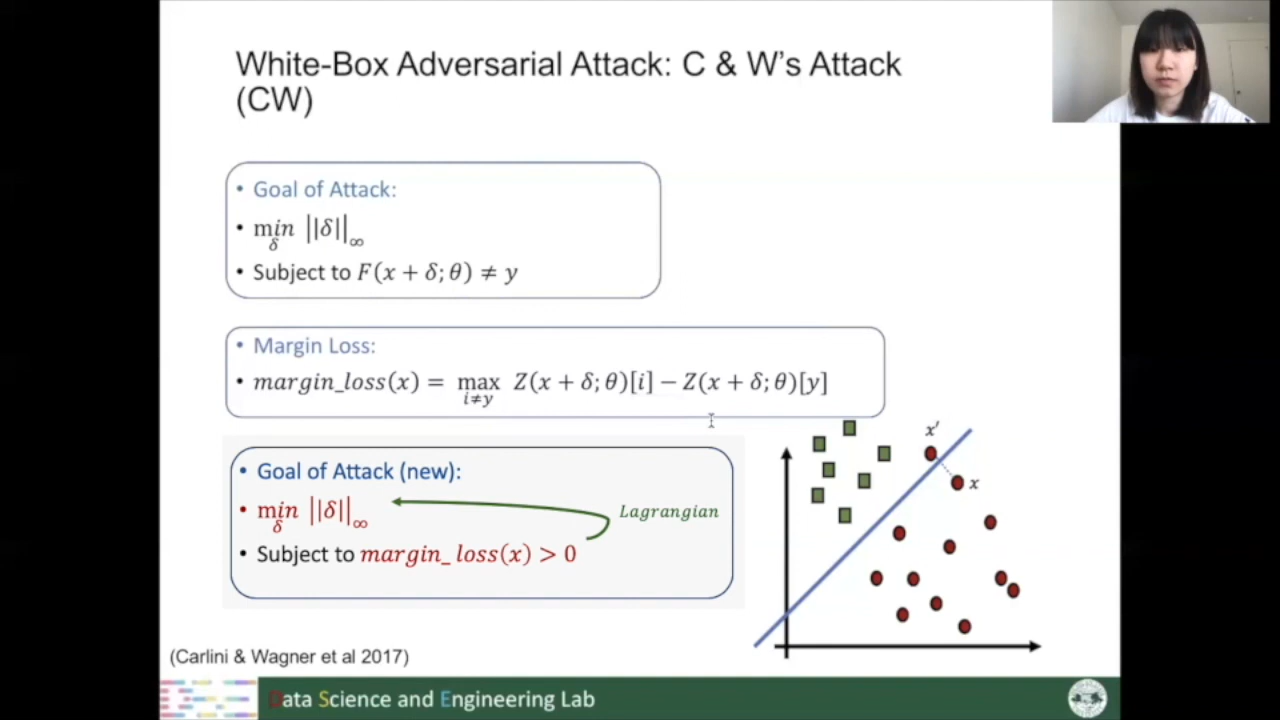 White-Box Adversarial Attack: C & W's Attack
(CW)
• Goal of Attack:
• min ||δ||∞
δ
• Subject to F(x + δ; θ) ≠ y
• Margin Loss:
• margin_loss(x) = max Z(x + δ; θ)[i] − Z(x + δ; θ)[y]
i≠y
• Goal of Attack (new):
• min ||δ||∞
δ
Lagrangian
• Subject to margin_ loss(x) > 0
x′
x
(Carlini & Wagner et al 2017)
Data Science and Engineering Lab